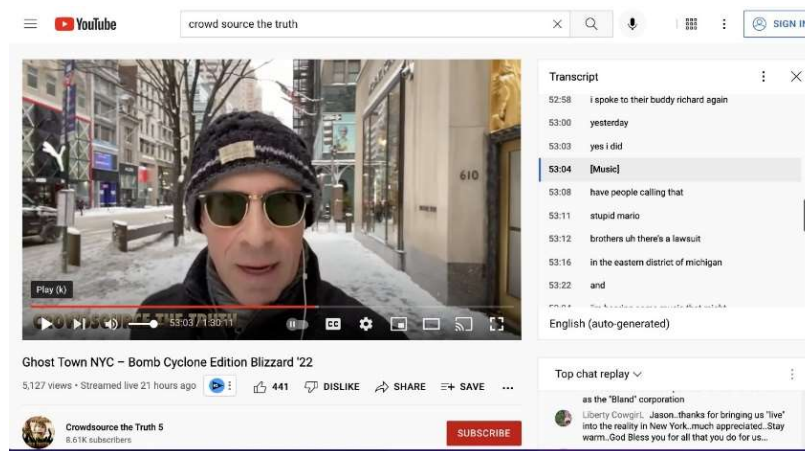 YouTube
crowd source the truth
SIGN IN
610
Play (k)
CROWDSOURCE THE TRUTH
53:03 / 1:30:11
CC
Ghost Town NYC – Bomb Cyclone Edition Blizzard '22
5,127 views • Streamed live 21 hours ago
441
DISLIKE
SHARE
SAVE
Crowdsource the Truth 5
8.61K subscribers
SUBSCRIBE
Transcript
52:58 i spoke to their buddy richard again
53:00 yesterday
53:03 yes i did
53:04 [Music]
53:08 have people calling that
53:11 stupid mario
53:12 brothers uh there's a lawsuit
53:16 in the eastern district of michigan
53:22 and
English (auto-generated)
Top chat replay
as the "Bland" corporation
Liberty CowgirL Jason..thanks for bringing us "live"
into the reality in New York..much appreciated..Stay
warm..God Bless you for all that you do for us...